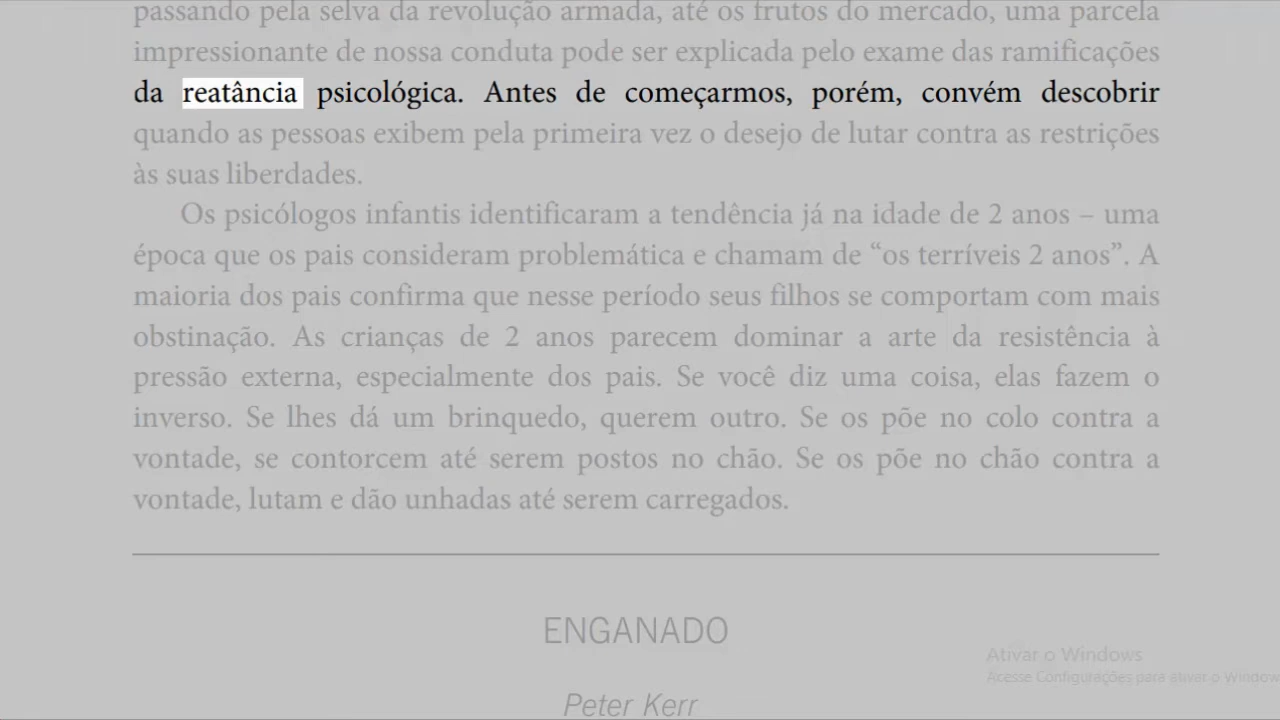 passando pela selva da revolução armada, até os frutos do mercado, uma parcela
impressionante de nossa conduta pode ser explicada pelo exame das ramificações
da reatância psicológica. Antes de começarmos, porém, convém descobrir
quando as pessoas exibem pela primeira vez o desejo de lutar contra as restrições
às suas liberdades.
Os psicólogos infantis identificaram a tendência já na idade de 2 anos – uma
época que os pais consideram problemática e chamam de “os terríveis 2 anos”. A
maioria dos pais confirma que nesse período seus filhos se comportam com mais
obstinação. As crianças de 2 anos parecem dominar a arte da resistência à
pressão externa, especialmente dos pais. Se você diz uma coisa, elas fazem o
inverso. Se lhes dá um brinquedo, querem outro. Se os põe no colo contra a
vontade, se contorcem até serem postos no chão. Se os põe no chão contra a
vontade, lutam e dão unhadas até serem carregados.
ENGANADO
Peter Kerr
Ativar o Windows
Acesse Configurações para ativar o Window